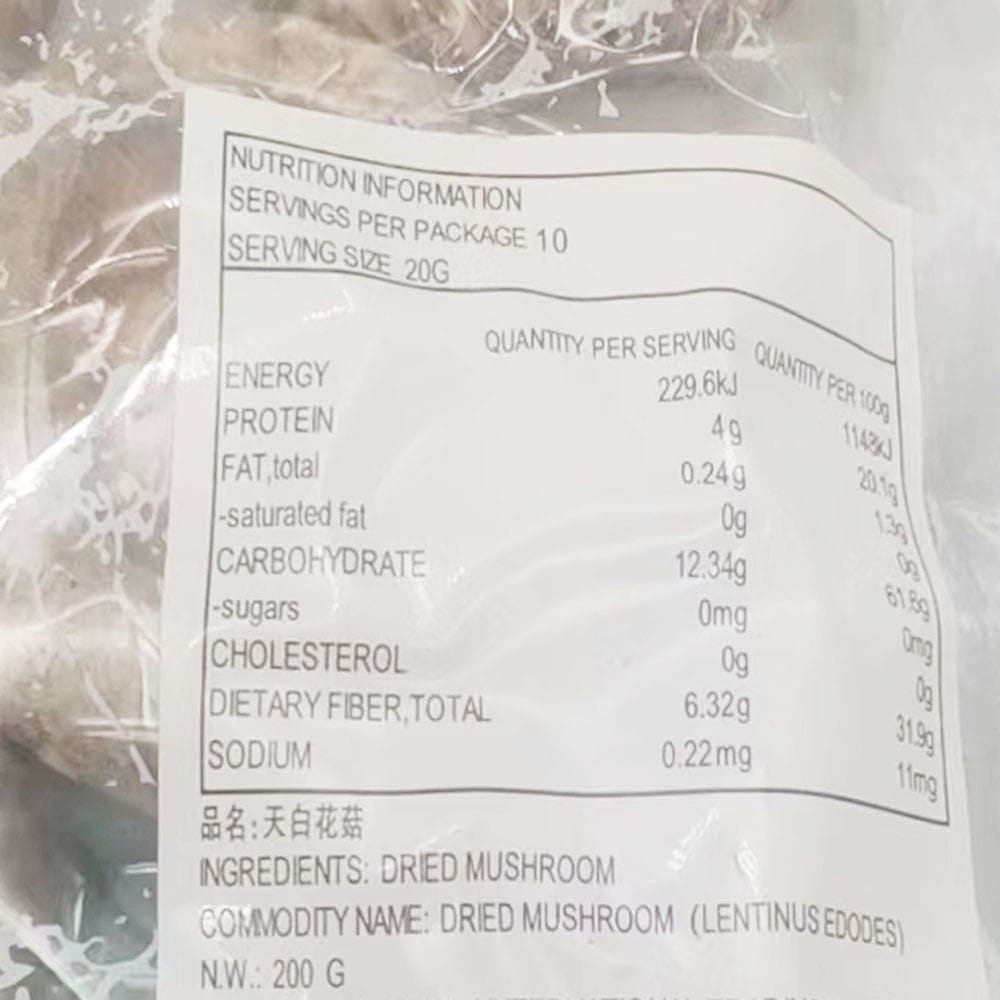 NUTRITION INFORMATION
SERVINGS PER PACKAGE 10
SERVING SIZE 20G
QUANTITY PER SERVING QUANTITY PER 100g
ENERGY 229.6kJ 1148kJ
PROTEIN 4g 20.1g
FAT,total 0.24g 1.3g
-saturated fat 0g 0g
CARBOHYDRATE 12.34g 61.8g
-sugars 0mg 0mg
CHOLESTEROL 0g 0g
DIETARY FIBER,TOTAL 6.32g 31.9g
SODIUM 0.22mg 11mg
品名:天白花菇
INGREDIENTS: DRIED MUSHROOM
COMMODITY NAME: DRIED MUSHROOM (LENTINUS EDODES)
N.W.: 200 G